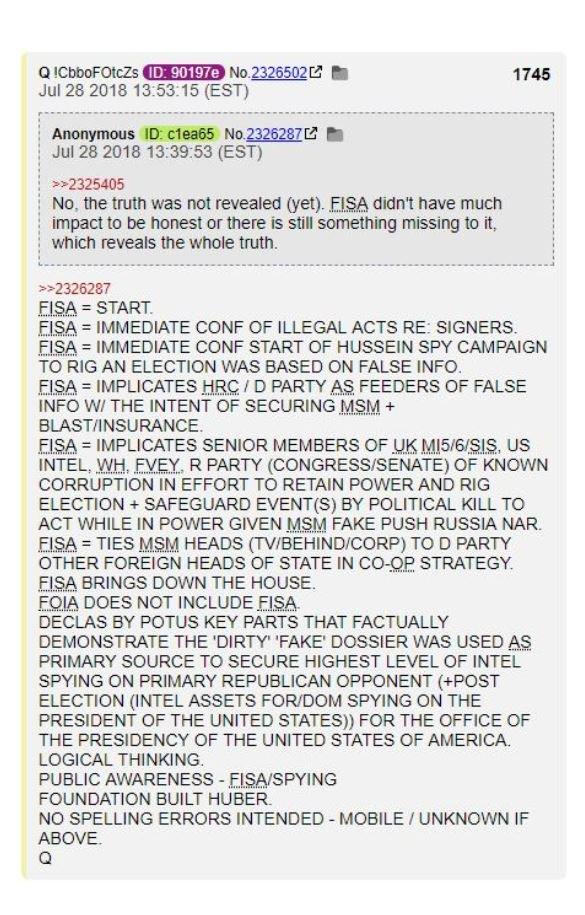 Q !CbboFOtcZs ID: 90197e No.2326502 1745
Jul 28 2018 13:53:15 (EST)
Anonymous ID: c1ea65 No.2326287
Jul 28 2018 13:39:53 (EST)
>>2325405
No, the truth was not revealed (yet). FISA didn't have much
impact to be honest or there is still something missing to it,
which reveals the whole truth.
>>2326287
FISA = START.
FISA = IMMEDIATE CONF OF ILLEGAL ACTS RE: SIGNERS.
FISA = IMMEDIATE CONF START OF HUSSEIN SPY CAMPAIGN
TO RIG AN ELECTION WAS BASED ON FALSE INFO.
FISA = IMPLICATES HRC / D PARTY AS FEEDERS OF FALSE
INFO W/ THE INTENT OF SECURING MSM +
BLAST/INSURANCE.
FISA = IMPLICATES SENIOR MEMBERS OF UK MI5/6/SIS, US
INTEL, WH, FVEY, R PARTY (CONGRESS/SENATE) OF KNOWN
CORRUPTION IN EFFORT TO RETAIN POWER AND RIG
ELECTION + SAFEGUARD EVENT(S) BY POLITICAL KILL TO
ACT WHILE IN POWER GIVEN MSM FAKE PUSH RUSSIA NAR.
FISA = TIES MSM HEADS (TV/BEHIND/CORP) TO D PARTY
OTHER FOREIGN HEADS OF STATE IN CO-OP STRATEGY.
FISA BRINGS DOWN THE HOUSE.
FOIA DOES NOT INCLUDE FISA.
DECLAS BY POTUS KEY PARTS THAT FACTUALLY
DEMONSTRATE THE 'DIRTY' 'FAKE' DOSSIER WAS USED AS
PRIMARY SOURCE TO SECURE HIGHEST LEVEL OF INTEL
SPYING ON PRIMARY REPUBLICAN OPPONENT (+POST
ELECTION (INTEL ASSETS FOR/DOM SPYING ON THE
PRESIDENT OF THE UNITED STATES)) FOR THE OFFICE OF
THE PRESIDENCY OF THE UNITED STATES OF AMERICA.
LOGICAL THINKING.
PUBLIC AWARENESS - FISA/SPYING
FOUNDATION BUILT HUBER.
NO SPELLING ERRORS INTENDED - MOBILE / UNKNOWN IF
ABOVE.
Q